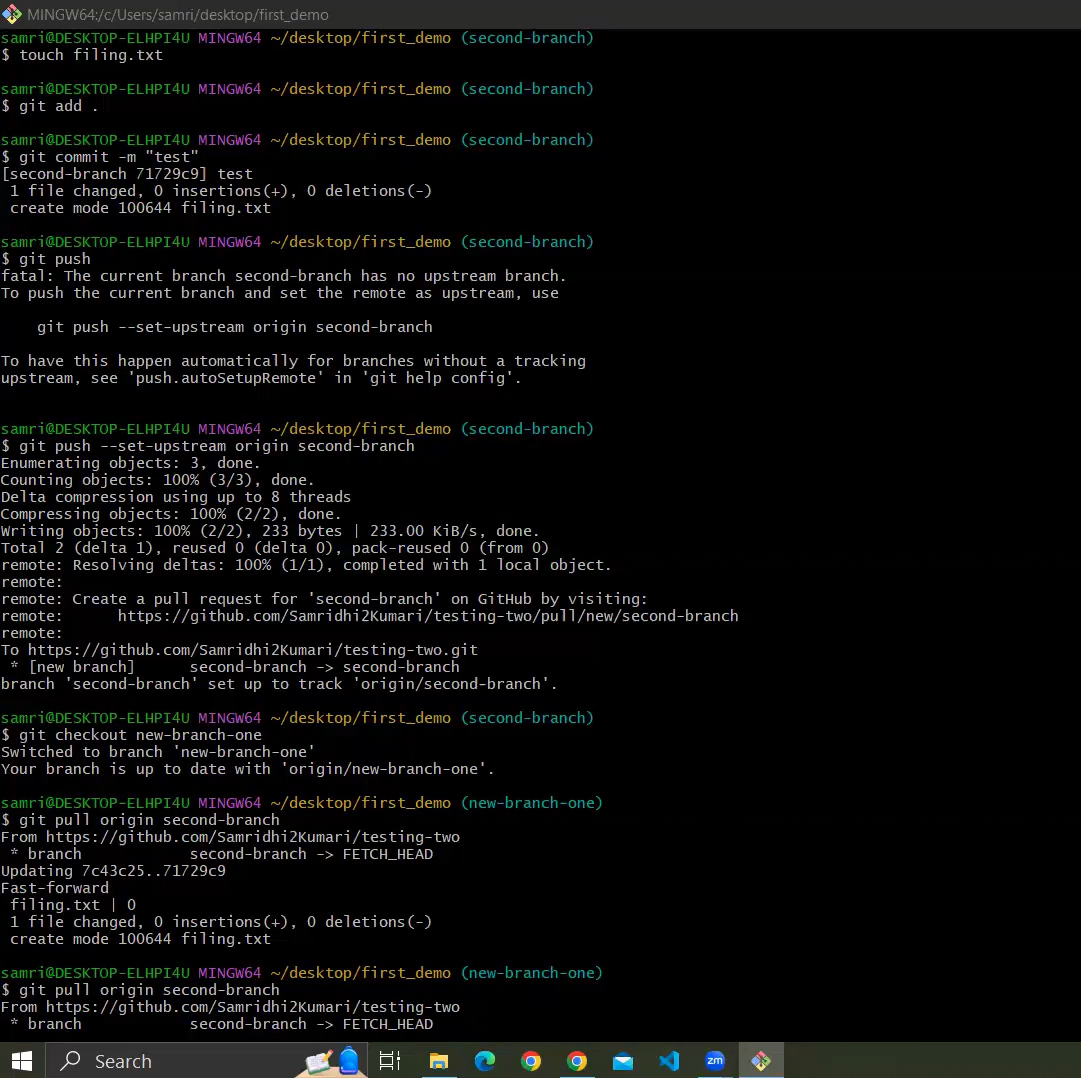 MINGW64:/c/Users/samri/desktop/first_demo
samri@DESKTOP-ELHPI4U MINGW64 ~/desktop/first_demo (second-branch)
$ touch filing.txt
samri@DESKTOP-ELHPI4U MINGW64 ~/desktop/first_demo (second-branch)
$ git add .
samri@DESKTOP-ELHPI4U MINGW64 ~/desktop/first_demo (second-branch)
$ git commit -m "test"
[second-branch 71729c9] test
 1 file changed, 0 insertions(+), 0 deletions(-)
 create mode 100644 filing.txt
samri@DESKTOP-ELHPI4U MINGW64 ~/desktop/first_demo (second-branch)
$ git push
fatal: The current branch second-branch has no upstream branch.
To push the current branch and set the remote as upstream, use
    git push --set-upstream origin second-branch
To have this happen automatically for branches without a tracking
upstream, see 'push.autoSetupRemote' in 'git help config'.
samri@DESKTOP-ELHPI4U MINGW64 ~/desktop/first_demo (second-branch)
$ git push --set-upstream origin second-branch
Enumerating objects: 3, done.
Counting objects: 100% (3/3), done.
Delta compression using up to 8 threads
Compressing objects: 100% (2/2), done.
Writing objects: 100% (2/2), 233 bytes | 233.00 KiB/s, done.
Total 2 (delta 1), reused 0 (delta 0), pack-reused 0 (from 0)
remote: Resolving deltas: 100% (1/1), completed with 1 local object.
remote:
remote: Create a pull request for 'second-branch' on GitHub by visiting:
remote:      https://github.com/Samridhi2Kumari/testing-two/pull/new/second-branch
remote:
To https://github.com/Samridhi2Kumari/testing-two.git
 * [new branch]      second-branch -> second-branch
branch 'second-branch' set up to track 'origin/second-branch'.
samri@DESKTOP-ELHPI4U MINGW64 ~/desktop/first_demo (second-branch)
$ git checkout new-branch-one
Switched to branch 'new-branch-one'
Your branch is up to date with 'origin/new-branch-one'.
samri@DESKTOP-ELHPI4U MINGW64 ~/desktop/first_demo (new-branch-one)
$ git pull origin second-branch
From https://github.com/Samridhi2Kumari/testing-two
 * branch            second-branch -> FETCH_HEAD
Updating 7c43c25..71729c9
Fast-forward
 filing.txt | 0
 1 file changed, 0 insertions(+), 0 deletions(-)
 create mode 100644 filing.txt
samri@DESKTOP-ELHPI4U MINGW64 ~/desktop/first_demo (new-branch-one)
$ git pull origin second-branch
From https://github.com/Samridhi2Kumari/testing-two
 * branch            second-branch -> FETCH_HEAD
Search
zm